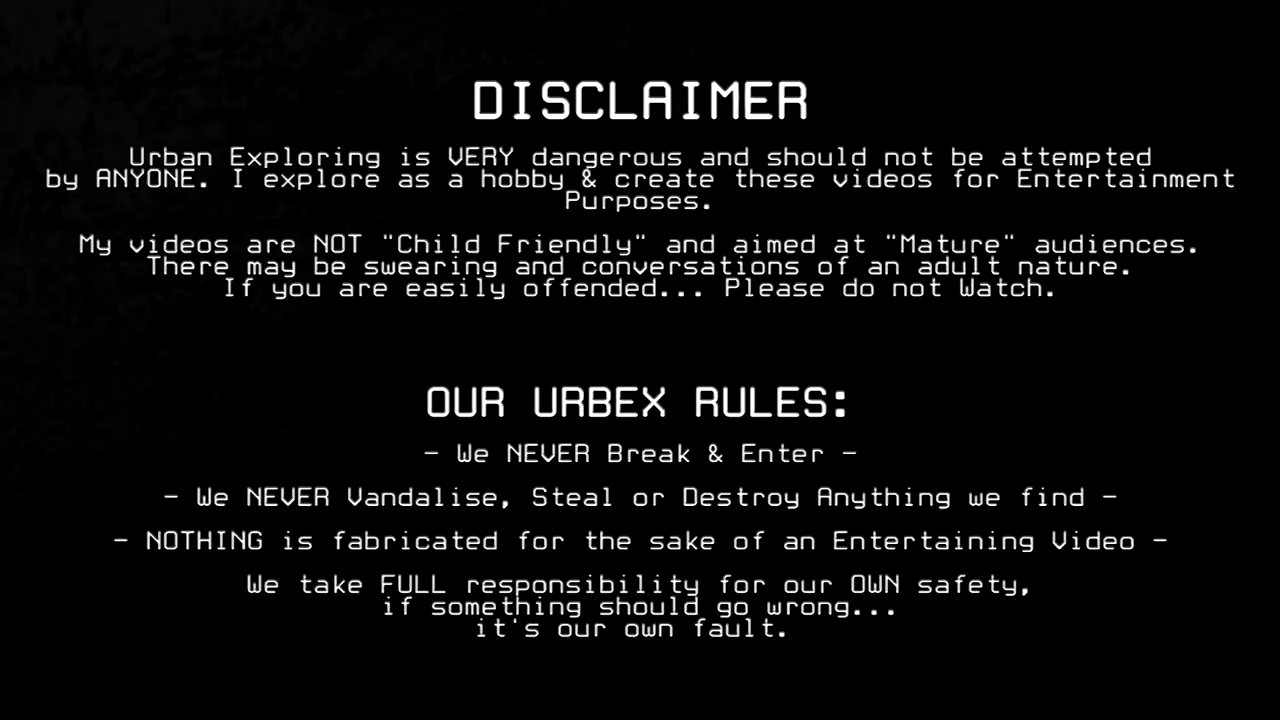 DISCLAIMER
Urban Exploring is VERY dangerous and should not be attempted
by ANYONE. I explore as a hobby & create these videos for Entertainment
Purposes.
My videos are NOT "Child Friendly" and aimed at "Mature" audiences.
There may be swearing and conversations of an adult nature.
If you are easily offended... Please do not Watch.
OUR URBEX RULES:
- We NEVER Break & Enter -
- We NEVER Vandalise, Steal or Destroy Anything we find -
- NOTHING is fabricated for the sake of an Entertaining Video -
We take FULL responsibility for our OWN safety,
if something should go wrong...
it's our own fault.